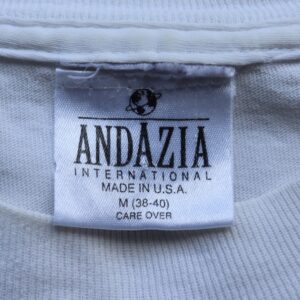 ANDAZIA
INTERNATIONAL
MADE IN U.S.A.
M (38-40)
CARE OVER